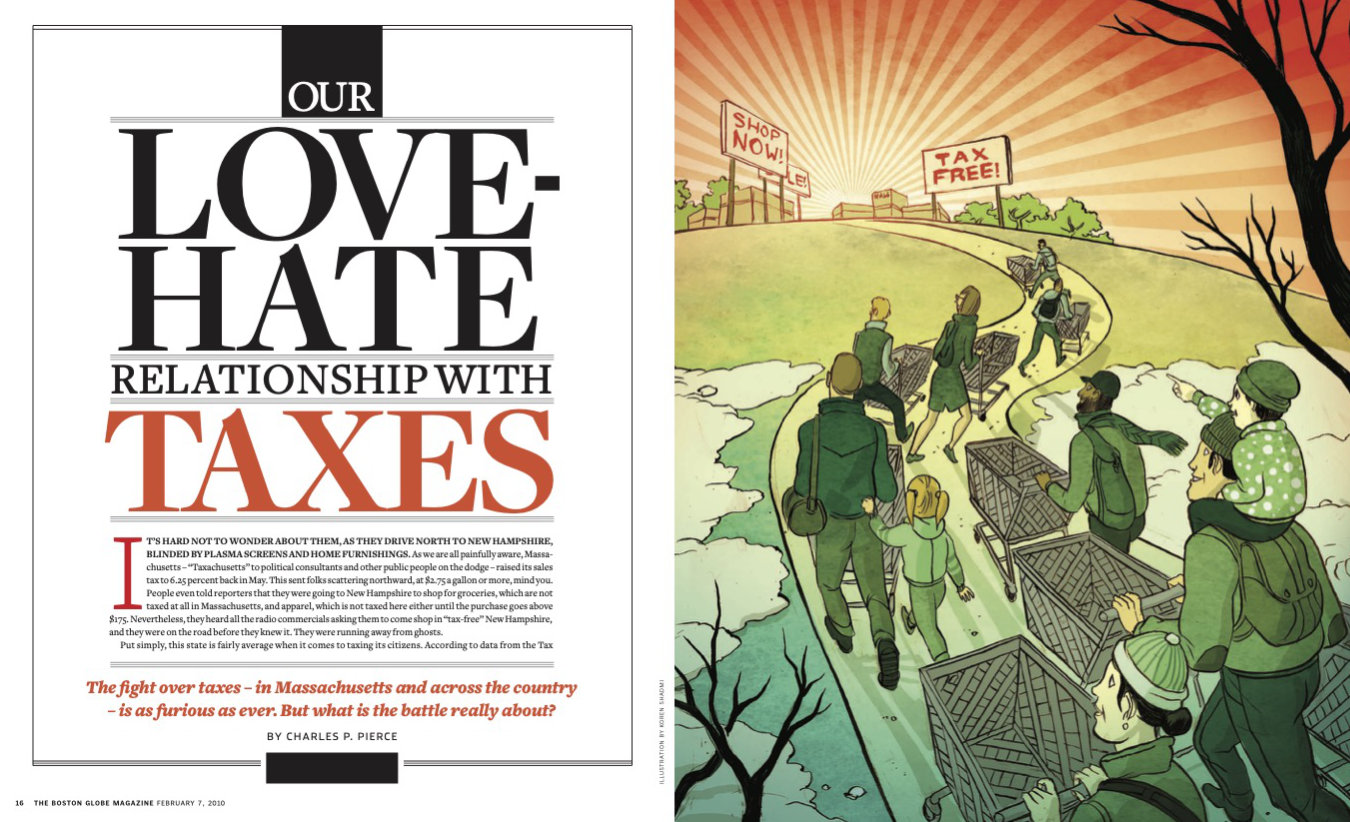 OUR
LOVE-
HATE
RELATIONSHIP WITH
TAXES
IT'S HARD NOT TO WONDER ABOUT THEM, AS THEY DRIVE NORTH TO NEW HAMPSHIRE,
BLINDED BY PLASMA SCREENS AND HOME FURNISHINGS. As we are all painfully aware, Massa-
chusetts – “Taxachusetts” to political consultants and other public people on the dodge – raised its sales
tax to 6.25 percent back in May. This sent folks scattering northward, at $2.75 a gallon or more, mind you.
People even told reporters that they were going to New Hampshire to shop for groceries, which are not
taxed at all in Massachusetts, and apparel, which is not taxed here either until the purchase goes above
$175. Nevertheless, they heard all the radio commercials asking them to come shop in “tax-free” New Hampshire,
and they were on the road before they knew it. They were running away from ghosts.
Put simply, this state is fairly average when it comes to taxing its citizens. According to data from the Tax
The fight over taxes – in Massachusetts and across the country
– is as furious as ever. But what is the battle really about?
BY CHARLES P. PIERCE
16 THE BOSTON GLOBE MAGAZINE FEBRUARY 7, 2010
ILLUSTRATION BY KOREN SHADMI
SHOP
NOW!
LE!
MALL
TAX
FREE!